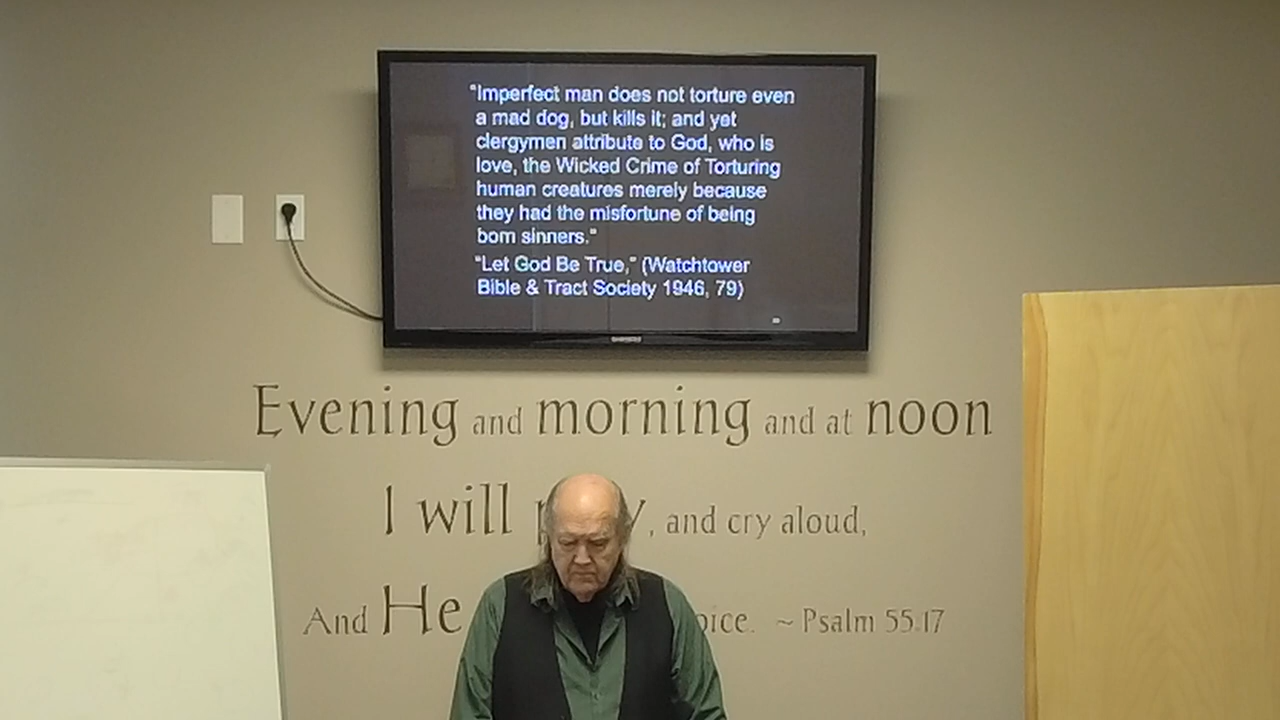 "Imperfect man does not torture even
a mad dog, but kills it; and yet
clergymen attribute to God, who is
love, the Wicked Crime of Torturing
human creatures merely because
they had the misfortune of being
born sinners."
"Let God Be True," (Watchtower
Bible & Tract Society 1946, 79)
Evening and morning and at noon
I will , and cry aloud,
And He ~ Psalm 55:17